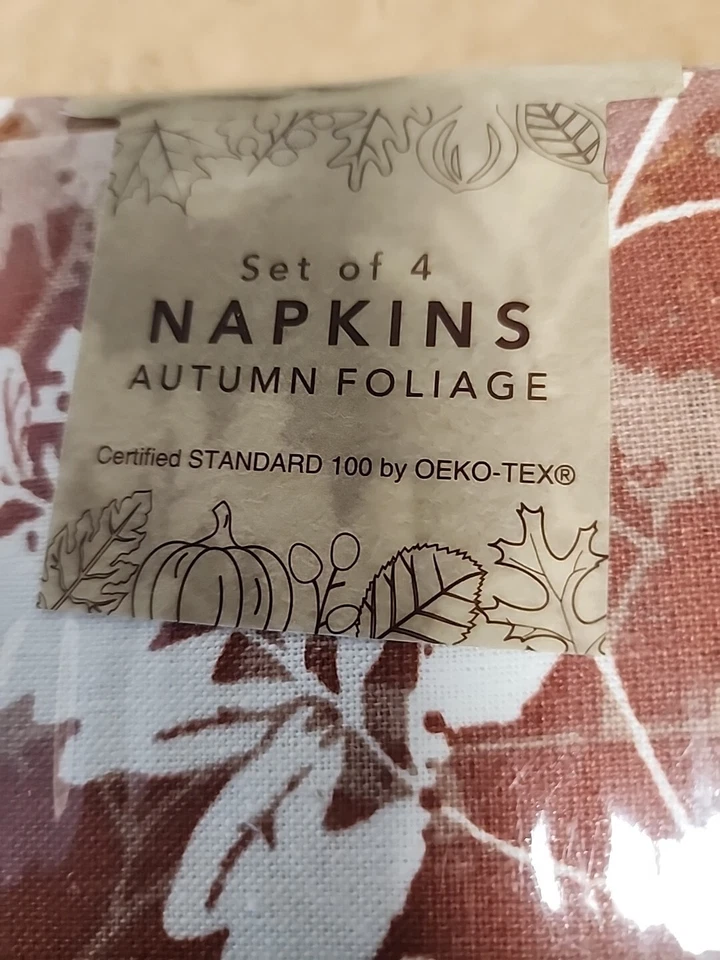 Set of 4
NAPKINS
AUTUMN FOLIAGE
Certified STANDARD 100 by OEKO-TEX®